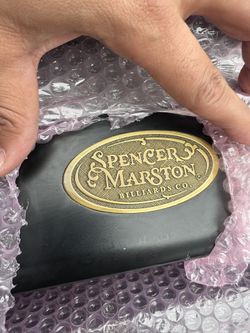 SPENCER
& MARSTON
BILLIARDS CO.